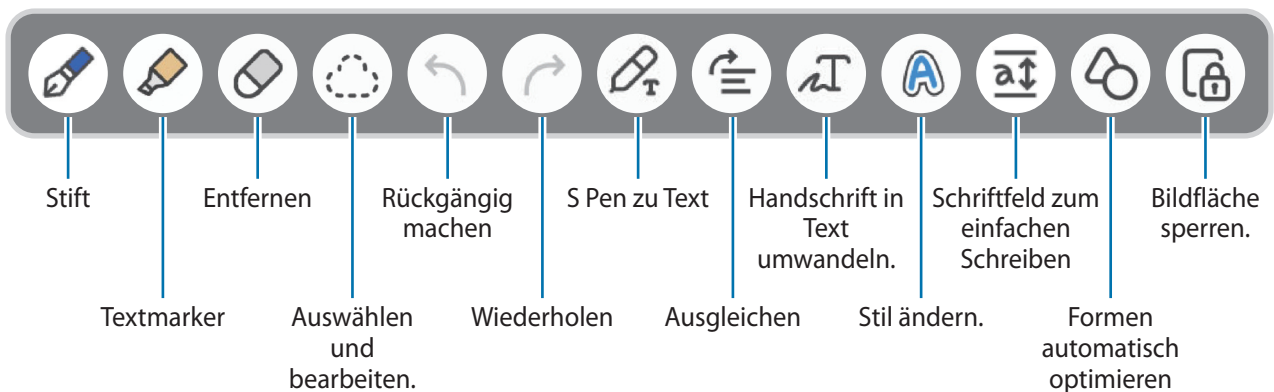 Stift
Entfernen
Rückgängig
machen
S Pen zu Text
Handschrift in
Text
umwandeln.
Schriftfeld zum
einfachen
Schreiben
Bildfläche
sperren.
Textmarker
Auswählen
und
bearbeiten.
Wiederholen
Ausgleichen
Stil ändern.
Formen
automatisch
optimieren